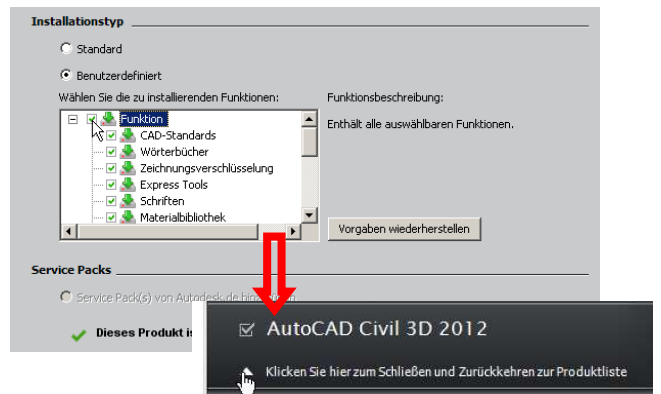 Installationstyp
Standard
Benutzerdefiniert
Wählen Sie die zu installierenden Funktionen:
Funktionsbeschreibung:
Funktion
Enthält alle auswählbaren Funktionen.
CAD-Standards
Wörterbücher
Zeichnungsverschlüsselung
Express Tools
Schriften
Materialbibliothek
Vorgaben wiederherstellen
Service Packs
Service Pack(s) von Autodesk.de
Dieses Produkt
AutoCAD Civil 3D 2012
Klicken Sie hier zum Schließen und Zurückkehren zur Produktliste